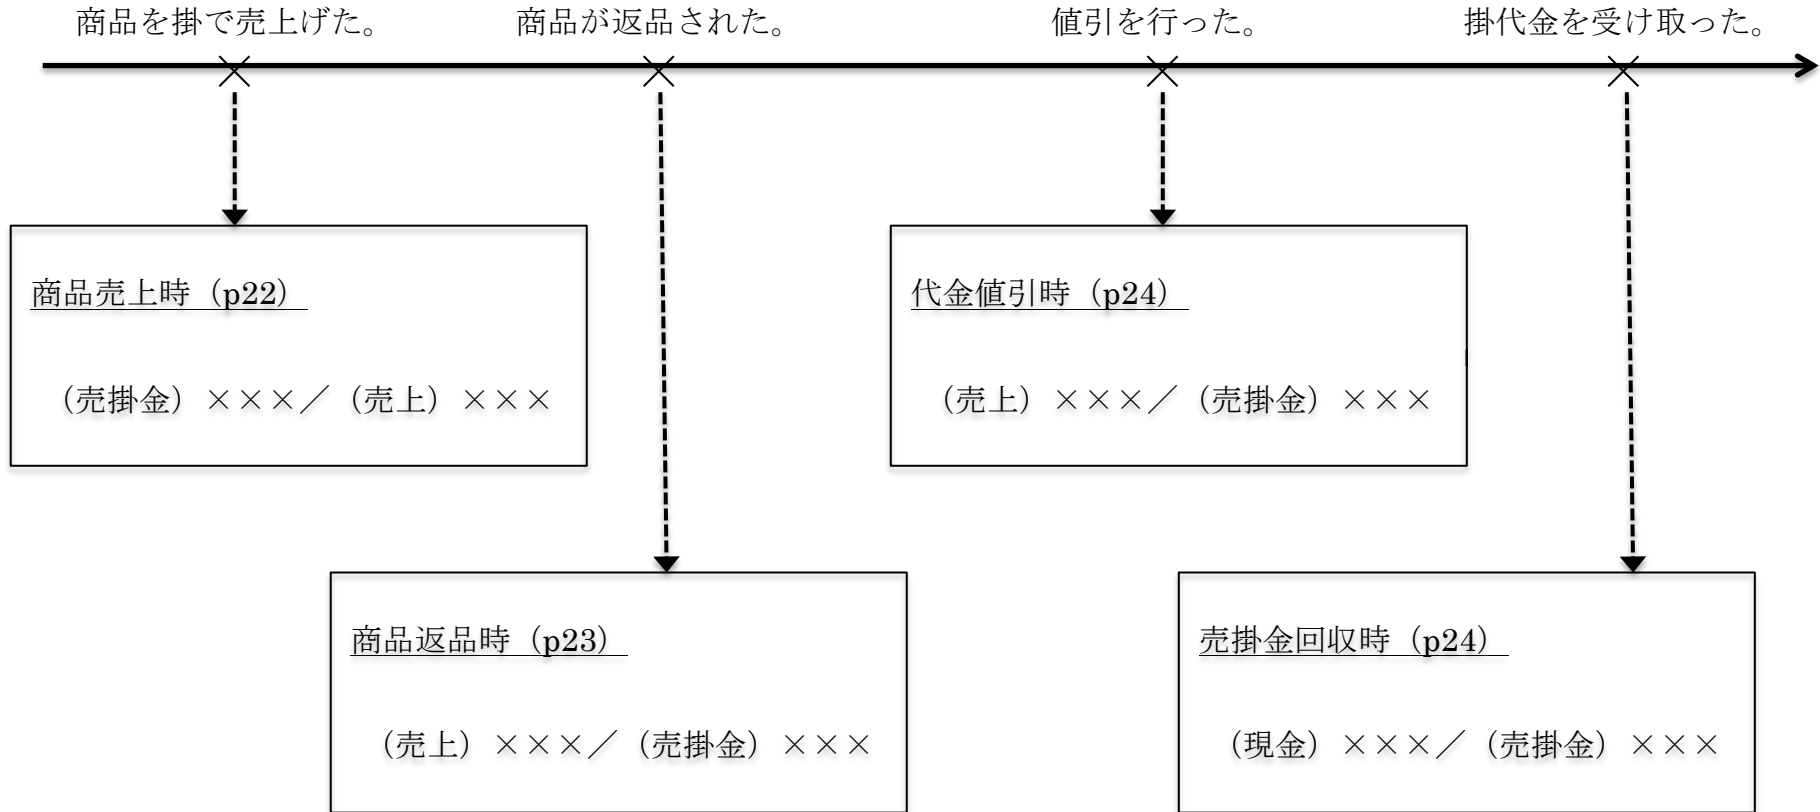 商品を掛で売上げた。
商品が返品された。
値引を行った。
掛代金を受け取った。
商品売上時（p22）
（売掛金）×××／（売上）×××
代金値引時（p24）
（売上）×××／（売掛金）×××
商品返品時（p23）
（売上）×××／（売掛金）×××
売掛金回収時（p24）
（現金）×××／（売掛金）×××